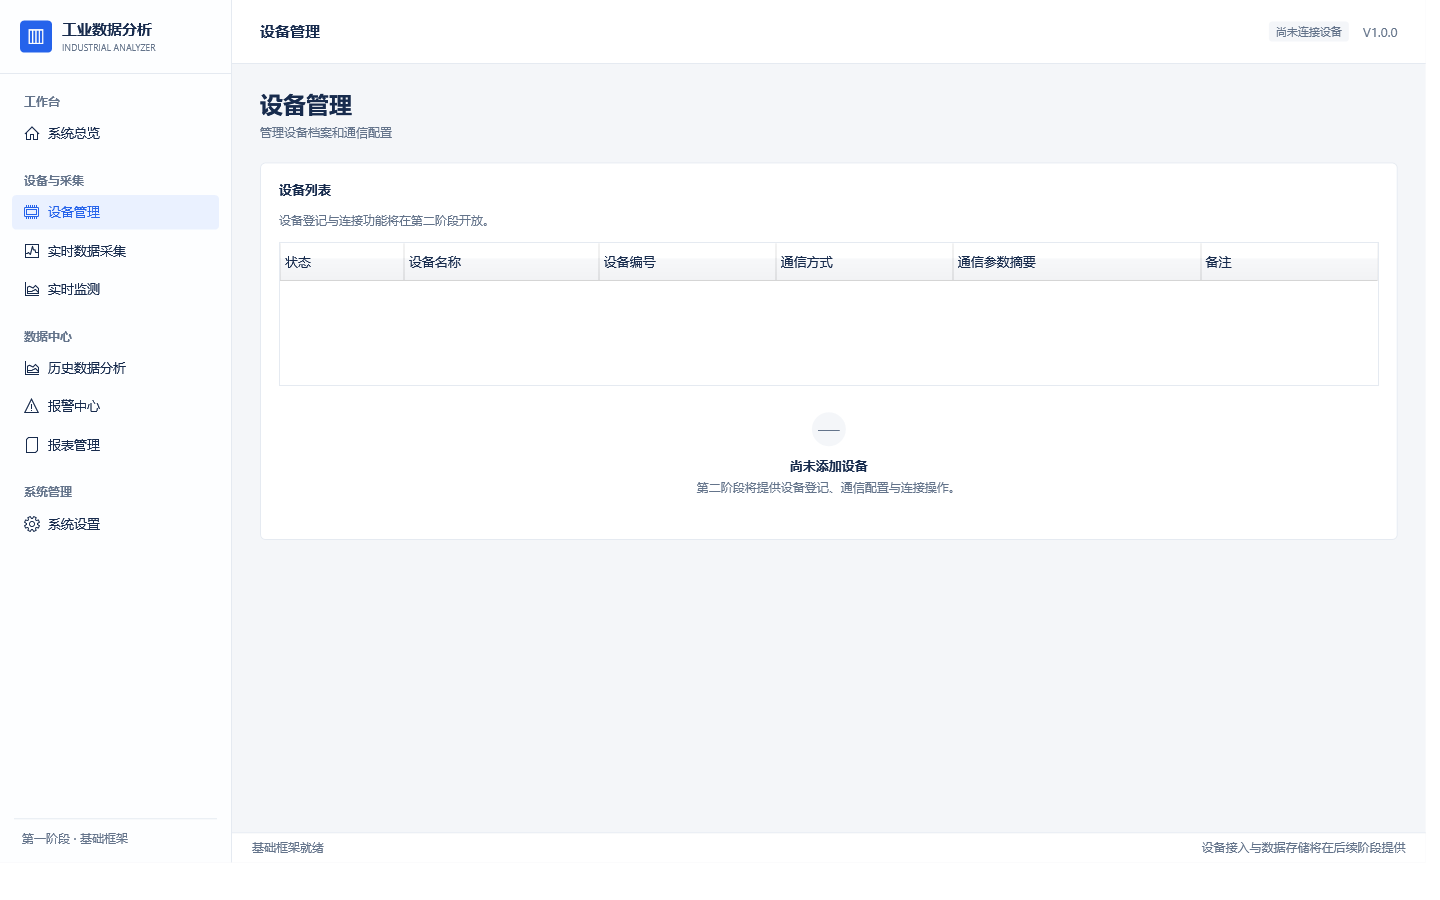 工业数据分析
INDUSTRIAL ANALYZER
工作台
系统总览
设备与采集
设备管理
实时数据采集
实时监测
数据中心
历史数据分析
报警中心
报表管理
系统管理
系统设置
第一阶段 · 基础框架
设备管理
尚未连接设备
V1.0.0
设备管理
管理设备档案和通信配置
设备列表
设备登记与连接功能将在第二阶段开放。
状态
设备名称
设备编号
通信方式
通信参数摘要
备注
尚未添加设备
第二阶段将提供设备登记、通信配置与连接操作。
基础框架就绪
设备接入与数据存储将在后续阶段提供